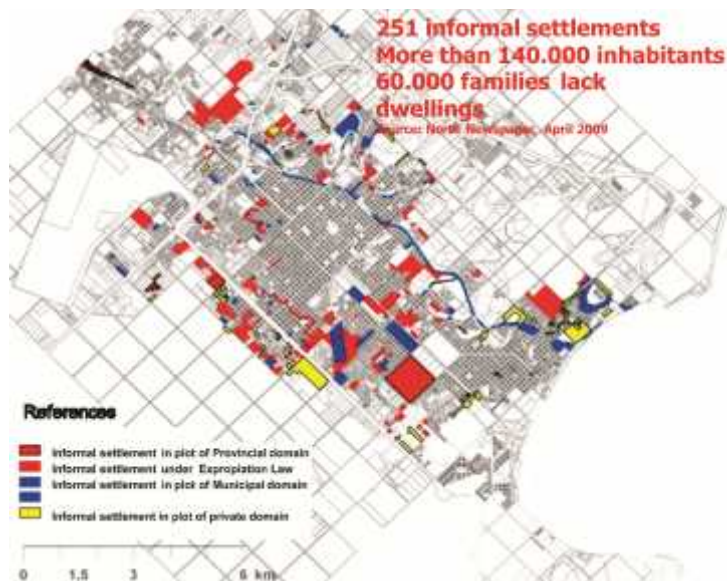 251 informal settlements
More than 140.000 inhabitants
60.000 families lack
dwellings
Source: North Newspaper, April 2009
References
Informal settlement in plot of Provincial domain
Informal settlement under Expropiation Law
Informal settlement in plot of Municipal domain
Informal settlement in plot of private domain
0 1.5 3 6 km